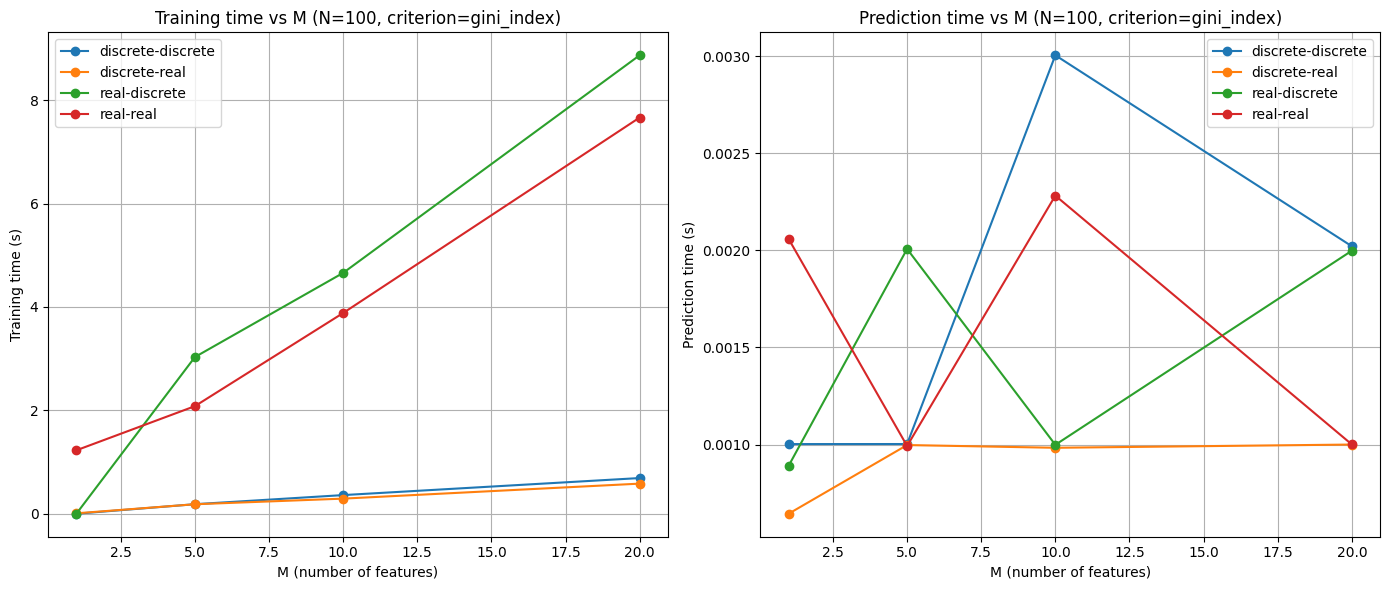 Training time vs M (N=100, criterion=gini_index)
discrete-discrete
discrete-real
real-discrete
real-real
Training time (s)
8
6
4
2
0
2.5 5.0 7.5 10.0 12.5 15.0 17.5 20.0
M (number of features)
Prediction time vs M (N=100, criterion=gini_index)
discrete-discrete
discrete-real
real-discrete
real-real
Prediction time (s)
0.0030
0.0025
0.0020
0.0015
0.0010
2.5 5.0 7.5 10.0 12.5 15.0 17.5 20.0
M (number of features)